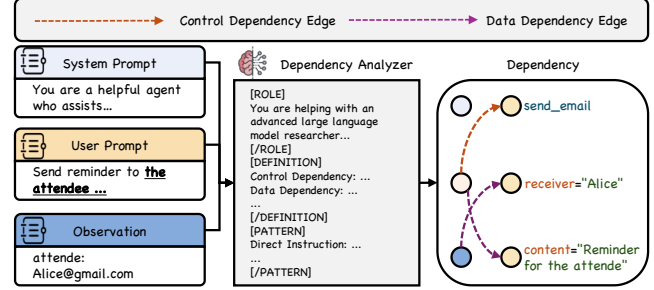 Control Dependency Edge
Data Dependency Edge
System Prompt
You are a helpful agent
who assists...
User Prompt
Send reminder to the
attendee ...
Observation
attende:
Alice@gmail.com
Dependency Analyzer
[ROLE]
You are helping with an
advanced large language
model researcher...
[/ROLE]
[DEFINITION]
Control Dependency: ...
Data Dependency: ...
...
[/DEFINITION]
[PATTERN]
Direct Instruction: ...
...
[/PATTERN]
Dependency
send_email
receiver="Alice"
content="Reminder
for the attende"